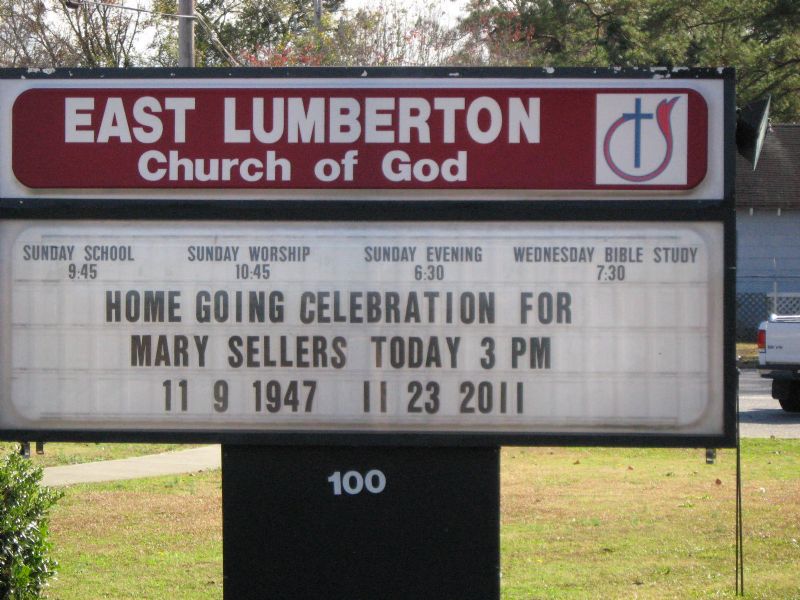 EAST LUMBERTON
Church of God
SUNDAY SCHOOL SUNDAY WORSHIP SUNDAY EVENING WEDNESDAY BIBLE STUDY
9:45 10:45 6:30 7:30
HOME GOING CELEBRATION FOR
MARY SELLERS TODAY 3 PM
11 9 1947 11 23 2011
100